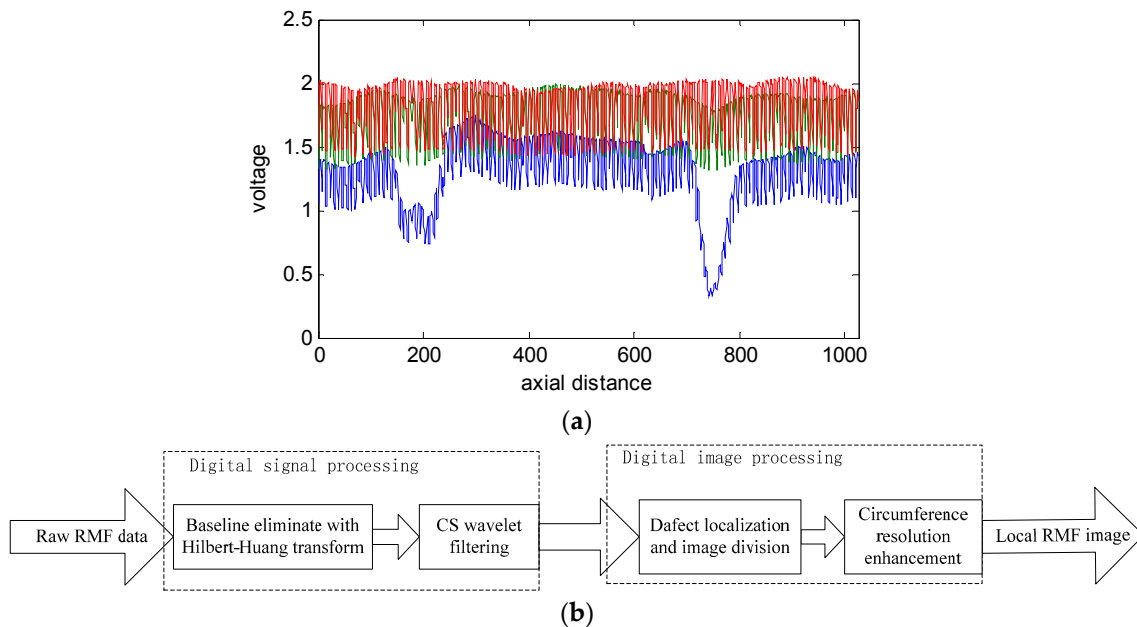 2.5
2
1.5
1
0.5
0
voltage
0 200 400 600 800 1000
axial distance
(a)
Digital signal processing
Digital image processing
Raw RMF data
Baseline eliminate with
Hilbert-Huang transform
CS wavelet
filtering
Dafect localization
and image division
Circumference
resolution
enhancement
Local RMF image
(b)